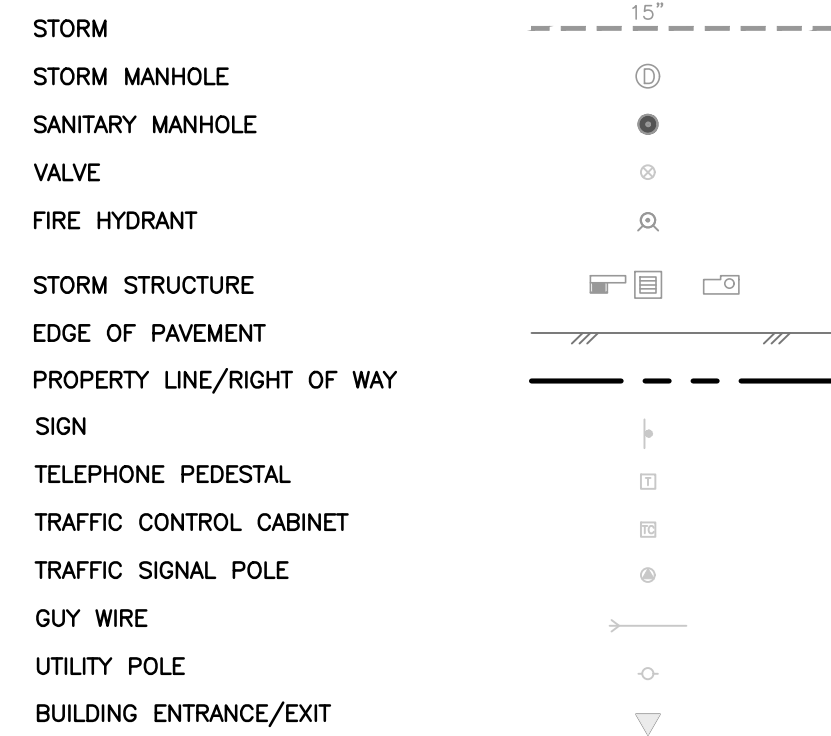 STORM 15”
STORM MANHOLE D
SANITARY MANHOLE
VALVE
FIRE HYDRANT
STORM STRUCTURE
EDGE OF PAVEMENT
PROPERTY LINE/RIGHT OF WAY
SIGN
TELEPHONE PEDESTAL T
TRAFFIC CONTROL CABINET TC
TRAFFIC SIGNAL POLE
GUY WIRE
UTILITY POLE
BUILDING ENTRANCE/EXIT